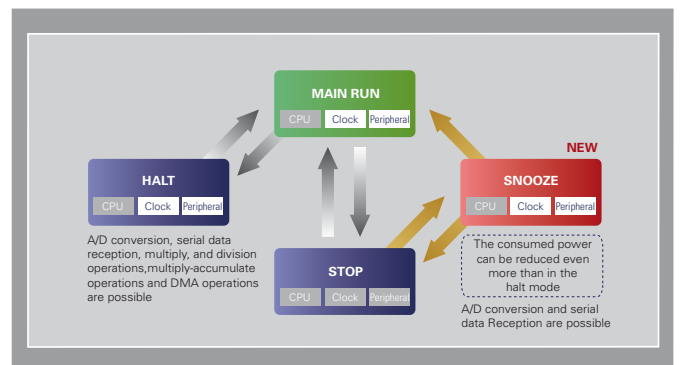 MAIN RUN
CPU Clock Peripheral
NEW
HALT
CPU Clock Peripheral
SNOOZE
CPU Clock Peripheral
A/D conversion, serial data
reception, multiply, and division
operations,multiply-accumulate
operations and DMA operations
are possible
STOP
CPU Clock Peripheral
The consumed power
can be reduced even
more than in the
halt mode
A/D conversion and serial
data Reception are possible